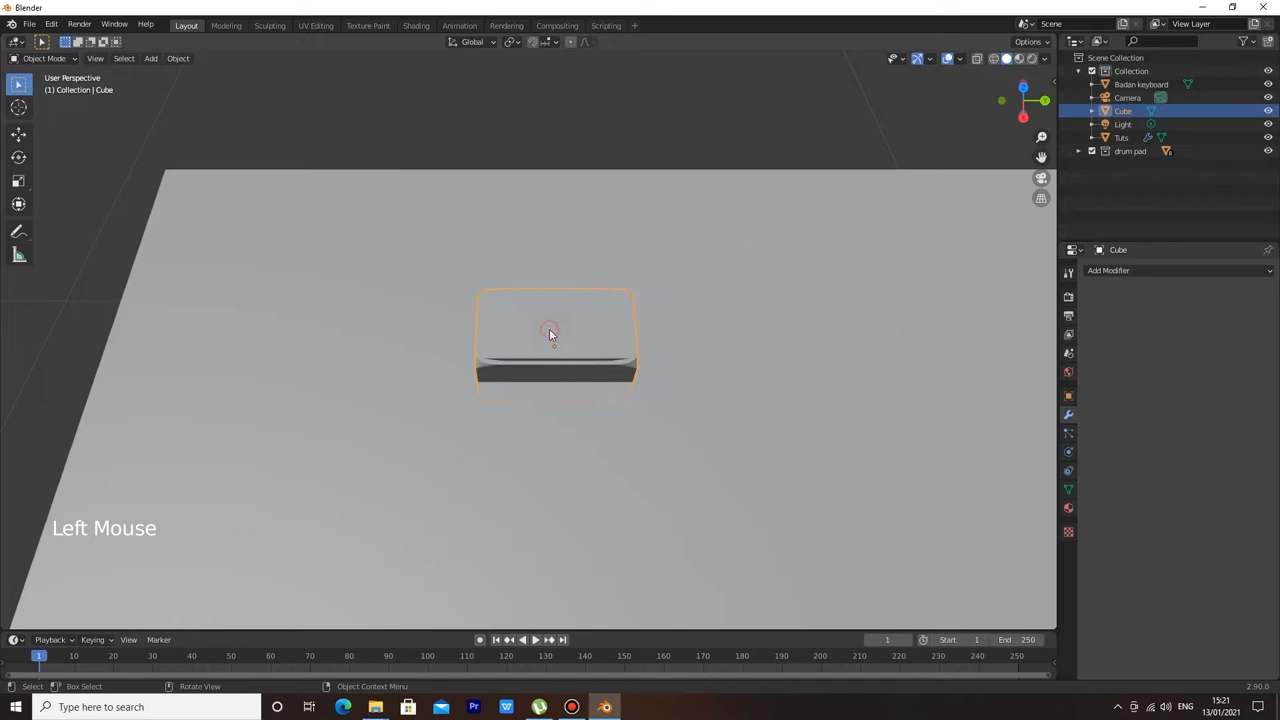 Blender
File Edit Render Window Help Layout Modeling Sculpting UV Editing Texture Paint Shading Animation Rendering Compositing Scripting + Scene View Layer
Global Options
Object Mode View Select Add Object
User Perspective
(1) Collection | Cube
Scene Collection
Collection
Badan keyboard
Camera
Cube
Light
Tuts
drum pad
Cube
Add Modifier
Z
Y
X
Left Mouse
Playback Keying View Marker 1 Start 1 End 250
1 10 20 30 40 50 60 70 80 90 100 110 120 130 140 150 160 170 180 190 200 210 220 230 240 250
Select Box Select Rotate View Object Context Menu 2.90.0
Type here to search
Pr
ENG
15:21
13/01/2021